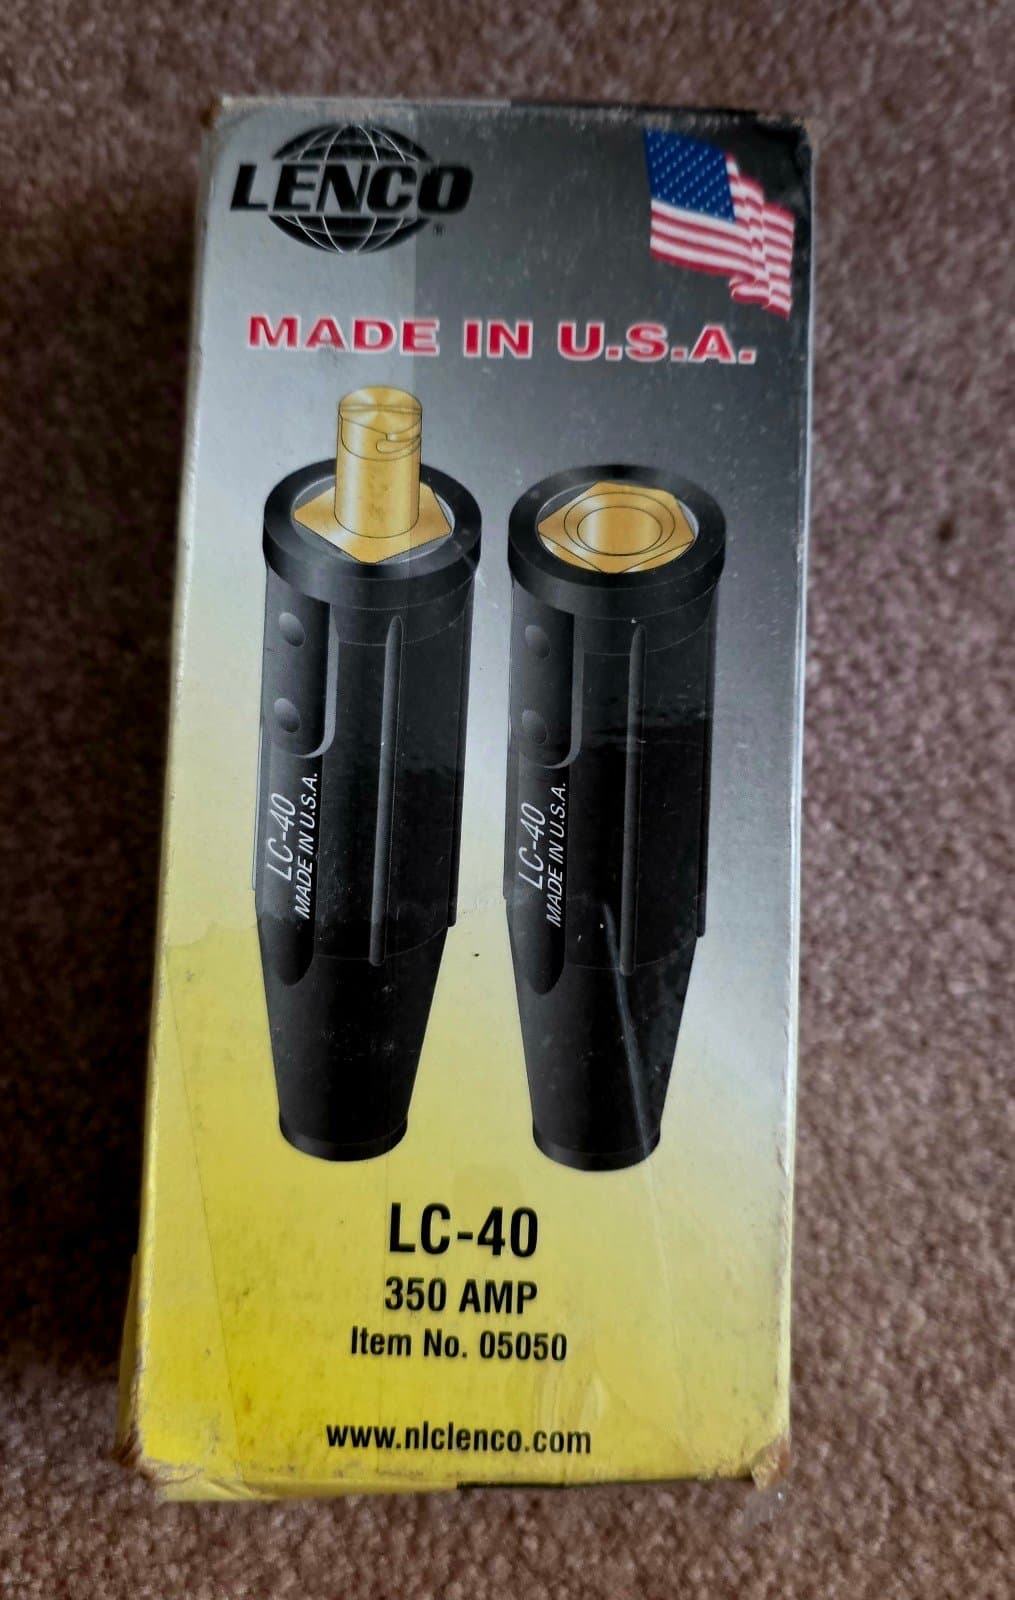 LENCO
®
MADE IN U.S.A.
LC-40
MADE IN U.S.A.
LC-40
MADE IN U.S.A.
LC-40
350 AMP
Item No. 05050
www.nlclenco.com